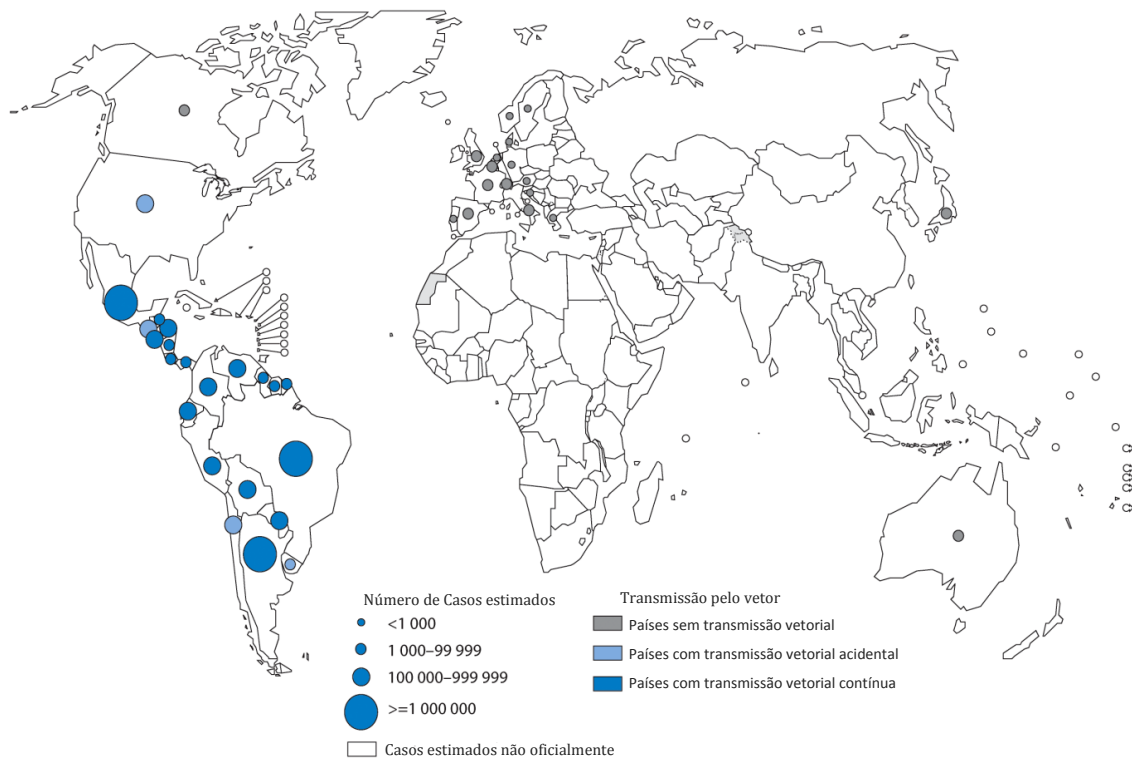 Número de Casos estimados
<1 000
1 000–99 999
100 000–999 999
>=1 000 000
Casos estimados não oficialmente
Transmissão pelo vetor
Países sem transmissão vetorial
Países com transmissão vetorial acidental
Países com transmissão vetorial contínua